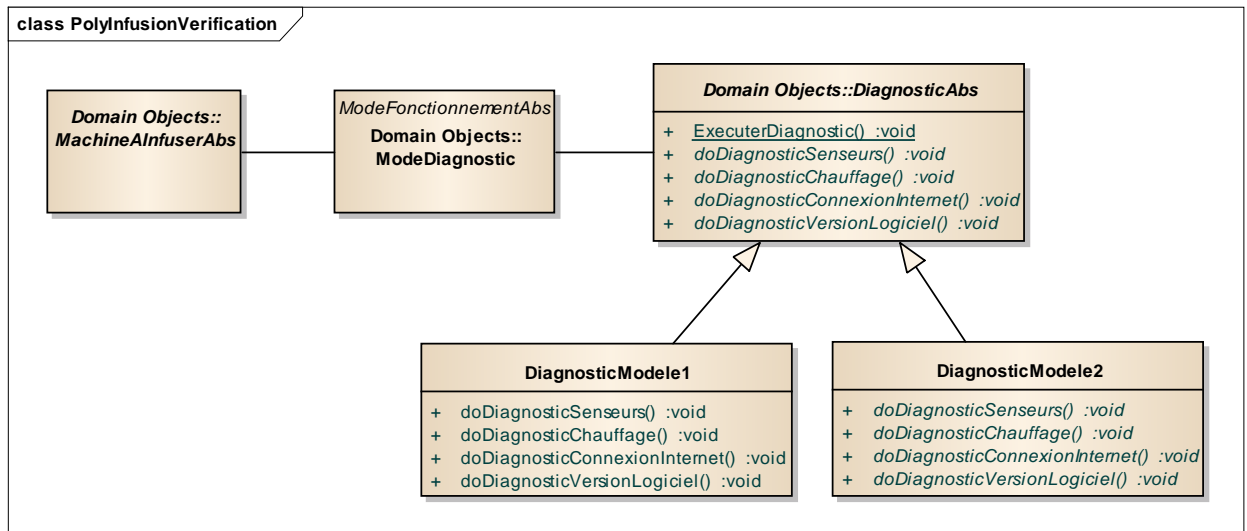 class PolyInfusionVerification
Domain Objects::
MachineAInfuserAbs
ModeFonctionnementAbs
Domain Objects::
ModeDiagnostic
Domain Objects::DiagnosticAbs
+ ExecuterDiagnostic() :void
+ doDiagnosticSenseurs() :void
+ doDiagnosticChauffage() :void
+ doDiagnosticConnexionInternet() :void
+ doDiagnosticVersionLogiciel() :void
DiagnosticModele1
+ doDiagnosticSenseurs() :void
+ doDiagnosticChauffage() :void
+ doDiagnosticConnexionInternet() :void
+ doDiagnosticVersionLogiciel() :void
DiagnosticModele2
+ doDiagnosticSenseurs() :void
+ doDiagnosticChauffage() :void
+ doDiagnosticConnexionInternet() :void
+ doDiagnosticVersionLogiciel() :void